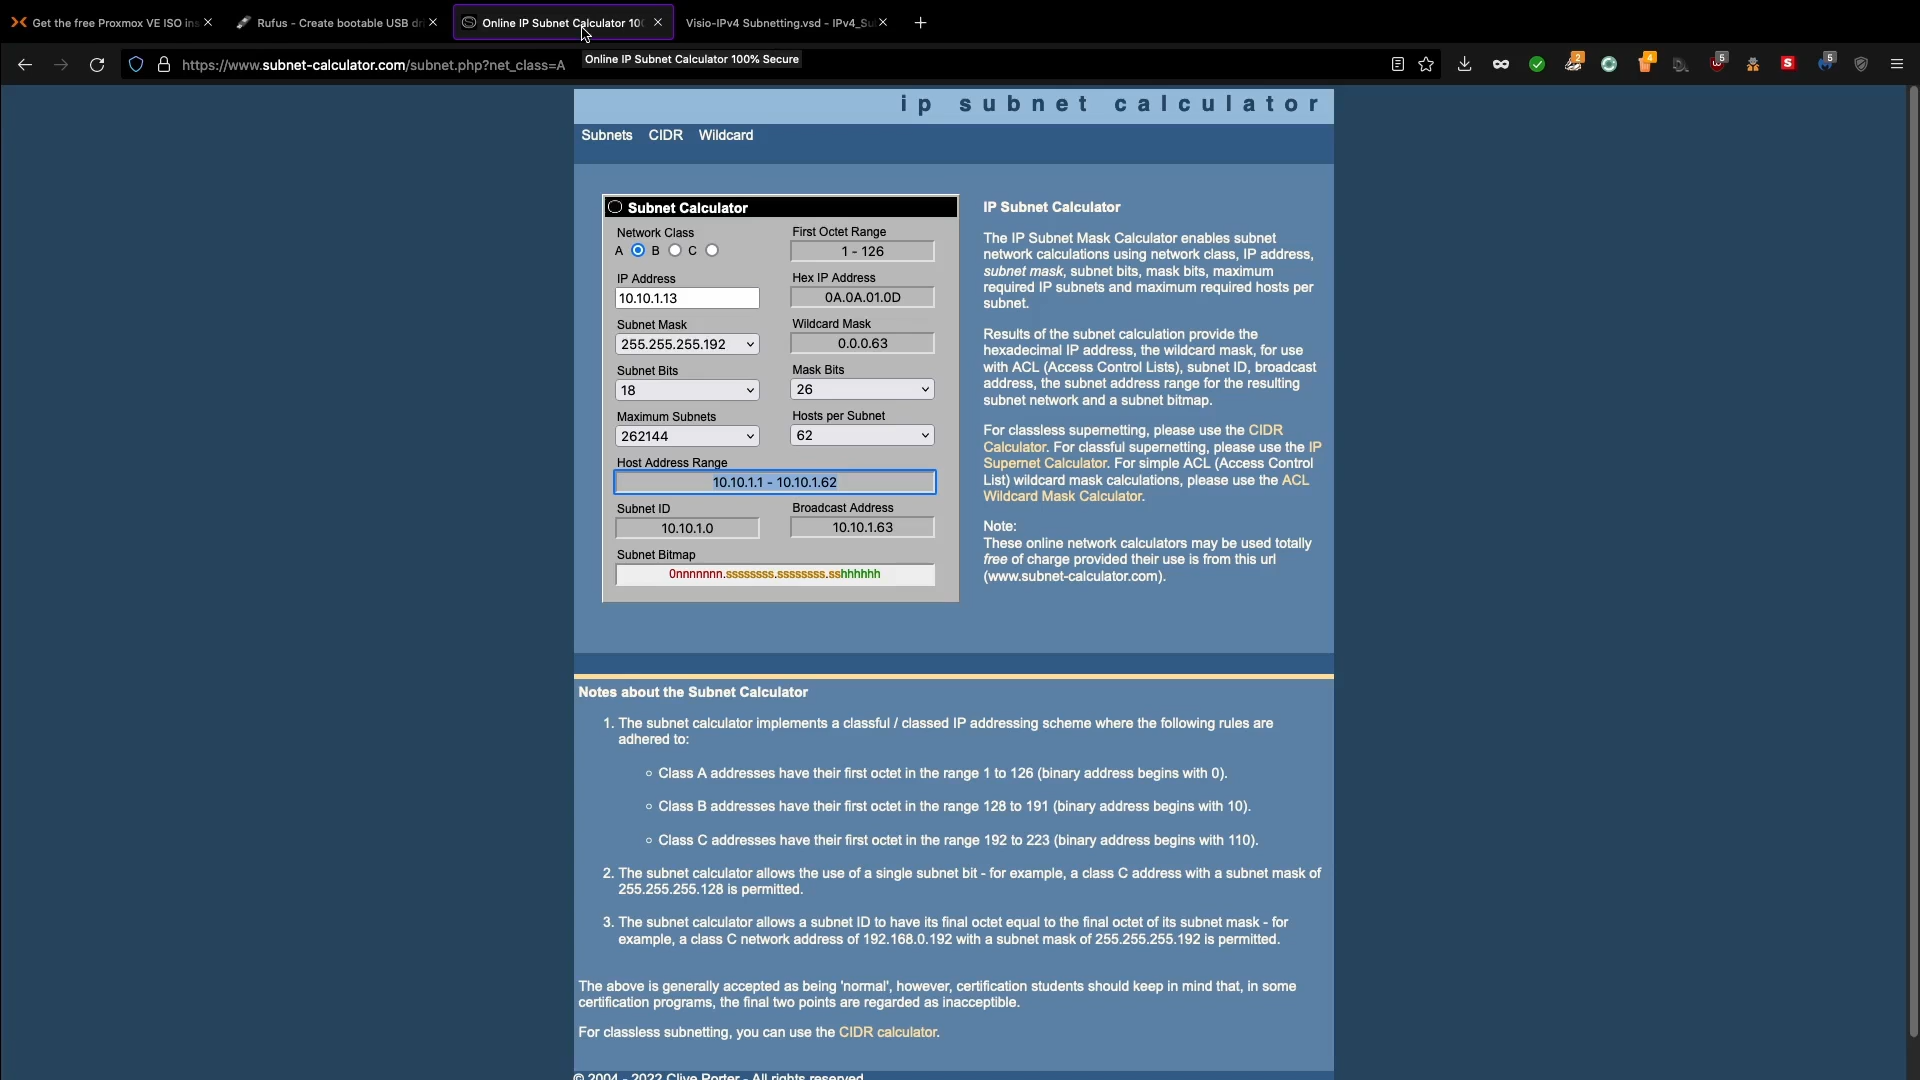 Get the free Proxmox VE ISO ins
Rufus - Create bootable USB dri
Online IP Subnet Calculator 100
Visio-IPv4 Subnetting.vsd - IPv4_Su
https://www.subnet-calculator.com/subnet.php?net_class=A
Online IP Subnet Calculator 100% Secure
2
4
5
S
5
ip subnet calculator
Subnets CIDR Wildcard
Subnet Calculator
Network Class
A B C
First Octet Range
1 - 126
IP Address
10.10.1.13
Hex IP Address
0A.0A.01.0D
Subnet Mask
255.255.255.192
Wildcard Mask
0.0.0.63
Subnet Bits
18
Mask Bits
26
Maximum Subnets
262144
Hosts per Subnet
62
Host Address Range
10.10.1.1 - 10.10.1.62
Subnet ID
10.10.1.0
Broadcast Address
10.10.1.63
Subnet Bitmap
0nnnnnnn.ssssssss.ssssssss.sshhhhhh
IP Subnet Calculator
The IP Subnet Mask Calculator enables subnet
network calculations using network class, IP address,
subnet mask, subnet bits, mask bits, maximum
required IP subnets and maximum required hosts per
subnet.
Results of the subnet calculation provide the
hexadecimal IP address, the wildcard mask, for use
with ACL (Access Control Lists), subnet ID, broadcast
address, the subnet address range for the resulting
subnet network and a subnet bitmap.
For classless supernetting, please use the CIDR
Calculator. For classful supernetting, please use the IP
Supernet Calculator. For simple ACL (Access Control
List) wildcard mask calculations, please use the ACL
Wildcard Mask Calculator.
Note:
These online network calculators may be used totally
free of charge provided their use is from this url
(www.subnet-calculator.com).
Notes about the Subnet Calculator
1. The subnet calculator implements a classful / classed IP addressing scheme where the following rules are
adhered to:
Class A addresses have their first octet in the range 1 to 126 (binary address begins with 0).
Class B addresses have their first octet in the range 128 to 191 (binary address begins with 10).
Class C addresses have their first octet in the range 192 to 223 (binary address begins with 110).
2. The subnet calculator allows the use of a single subnet bit - for example, a class C address with a subnet mask of
255.255.255.128 is permitted.
3. The subnet calculator allows a subnet ID to have its final octet equal to the final octet of its subnet mask - for
example, a class C network address of 192.168.0.192 with a subnet mask of 255.255.255.192 is permitted.
The above is generally accepted as being 'normal', however, certification students should keep in mind that, in some
certification programs, the final two points are regarded as inacceptible.
For classless subnetting, you can use the CIDR calculator.
© 2004 - 2022 Clive Porter - All rights reserved